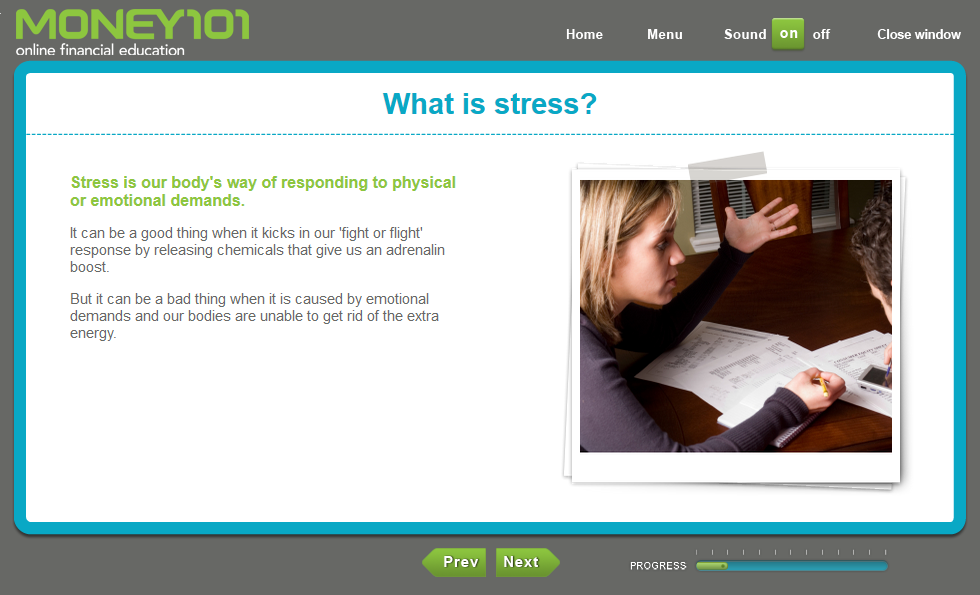 MONEY101
online financial education
Home Menu Sound on off Close window
What is stress?
Stress is our body's way of responding to physical
or emotional demands.
It can be a good thing when it kicks in our 'fight or flight'
response by releasing chemicals that give us an adrenalin
boost.
But it can be a bad thing when it is caused by emotional
demands and our bodies are unable to get rid of the extra
energy.
Prev Next PROGRESS